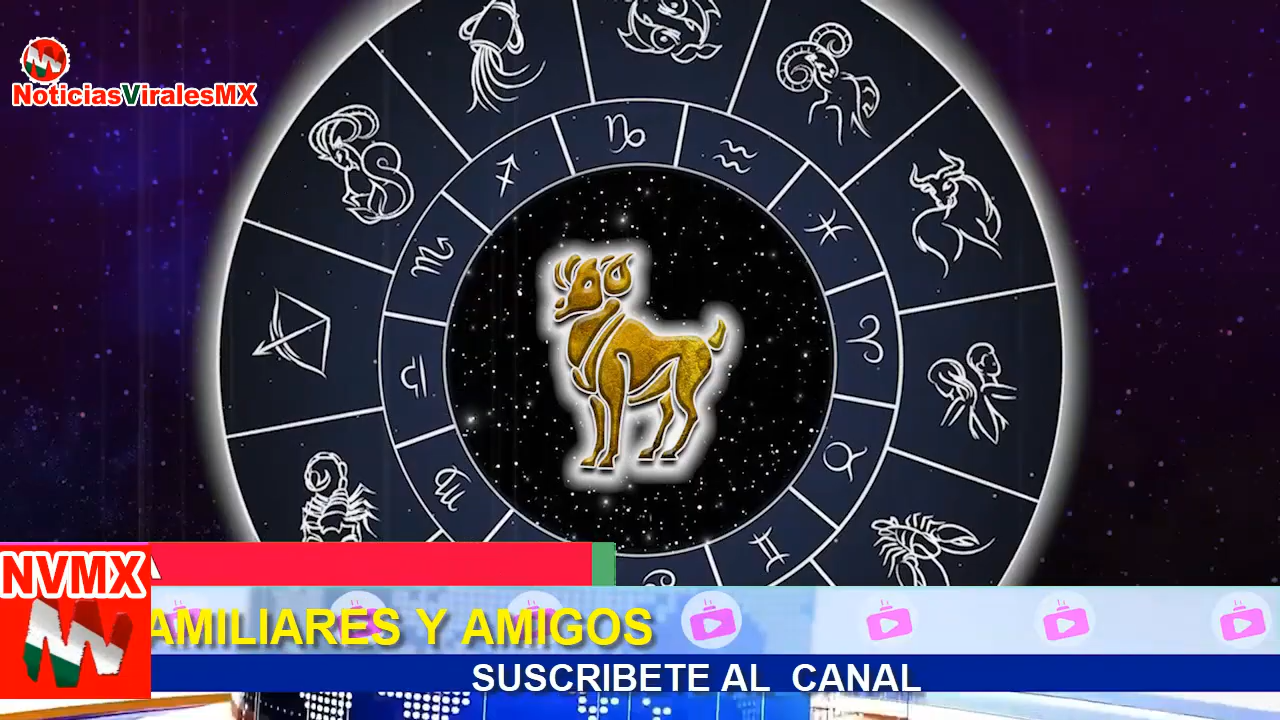 NoticiasViralesMX
NVMX
AMILIARES Y AMIGOS
SUSCRIBETE AL CANAL